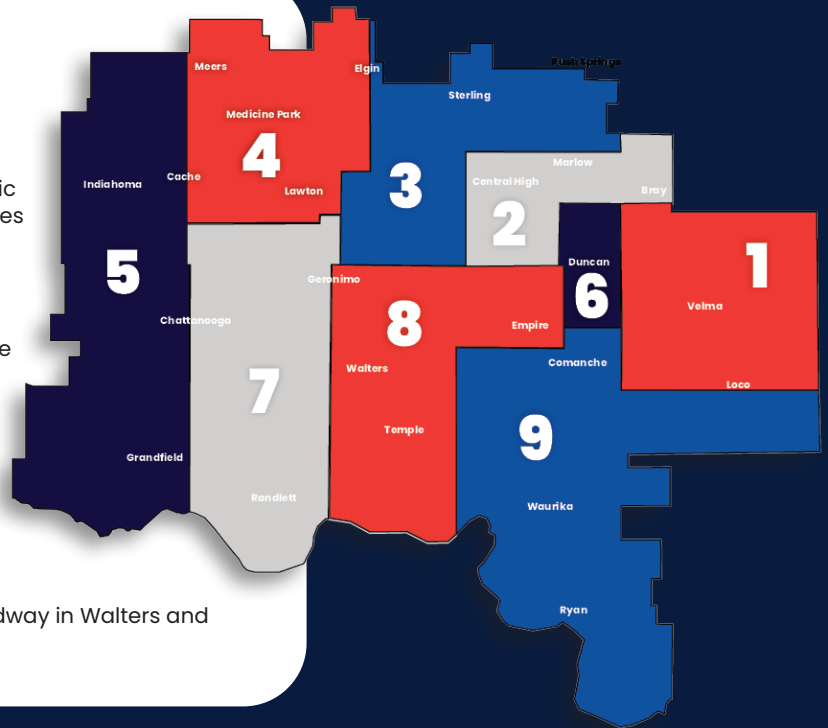 Rush Springs
Meers
Elgin
Sterling
Medicine Park
4
Marlow
Cache
Central High
Indiahoma
Lawton
3
Bray
ic
es
2
Duncan
1
5
Geronimo
6
Velma
Chattanooga
8
Empire
e
Comanche
Walters
Loco
7
Temple
9
Grandfield
Randlett
Waurika
Ryan
dway in Walters and